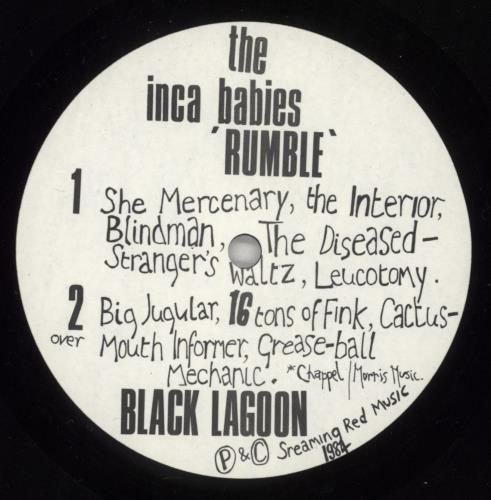 the
inca babies
'RUMBLE'
1 She Mercenary, the Interior,
Blindman, The Diseased-
Stranger's Waltz, Leucotomy.
2 Big Jugular, 16 tons of Fink, Cactus-
over Mouth Informer, Grease-ball
Mechanic. *Chappel/Morris Music.
BLACK LAGOON
P & C Sreaming Red Music
1984